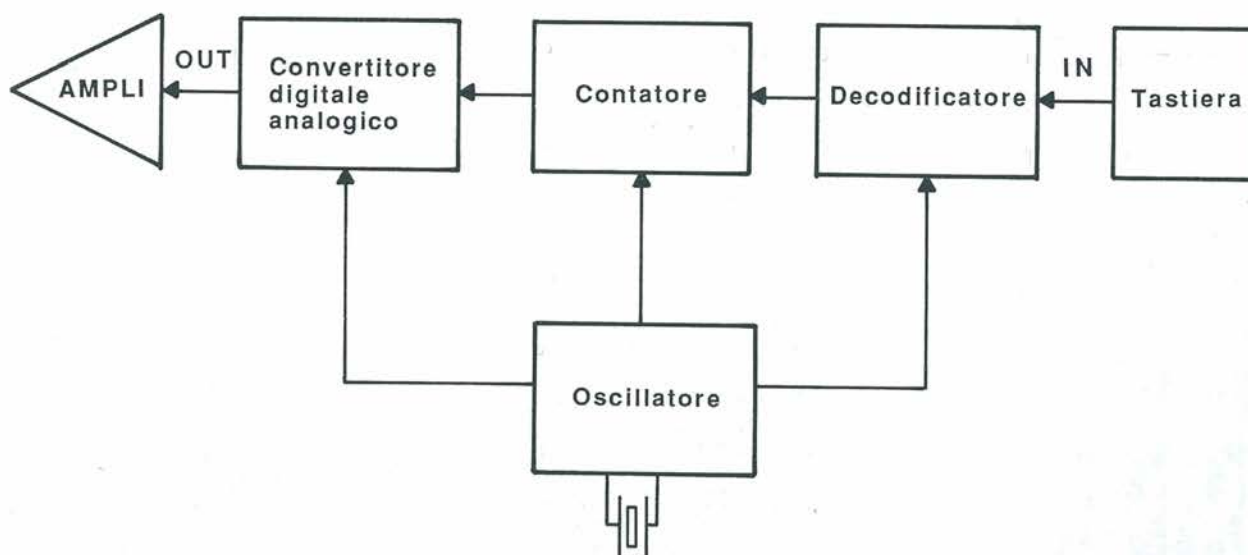 OUT
AMPLI
Convertitore
digitale
analogico
Contatore
Decodificatore
IN
Tastiera
Oscillatore